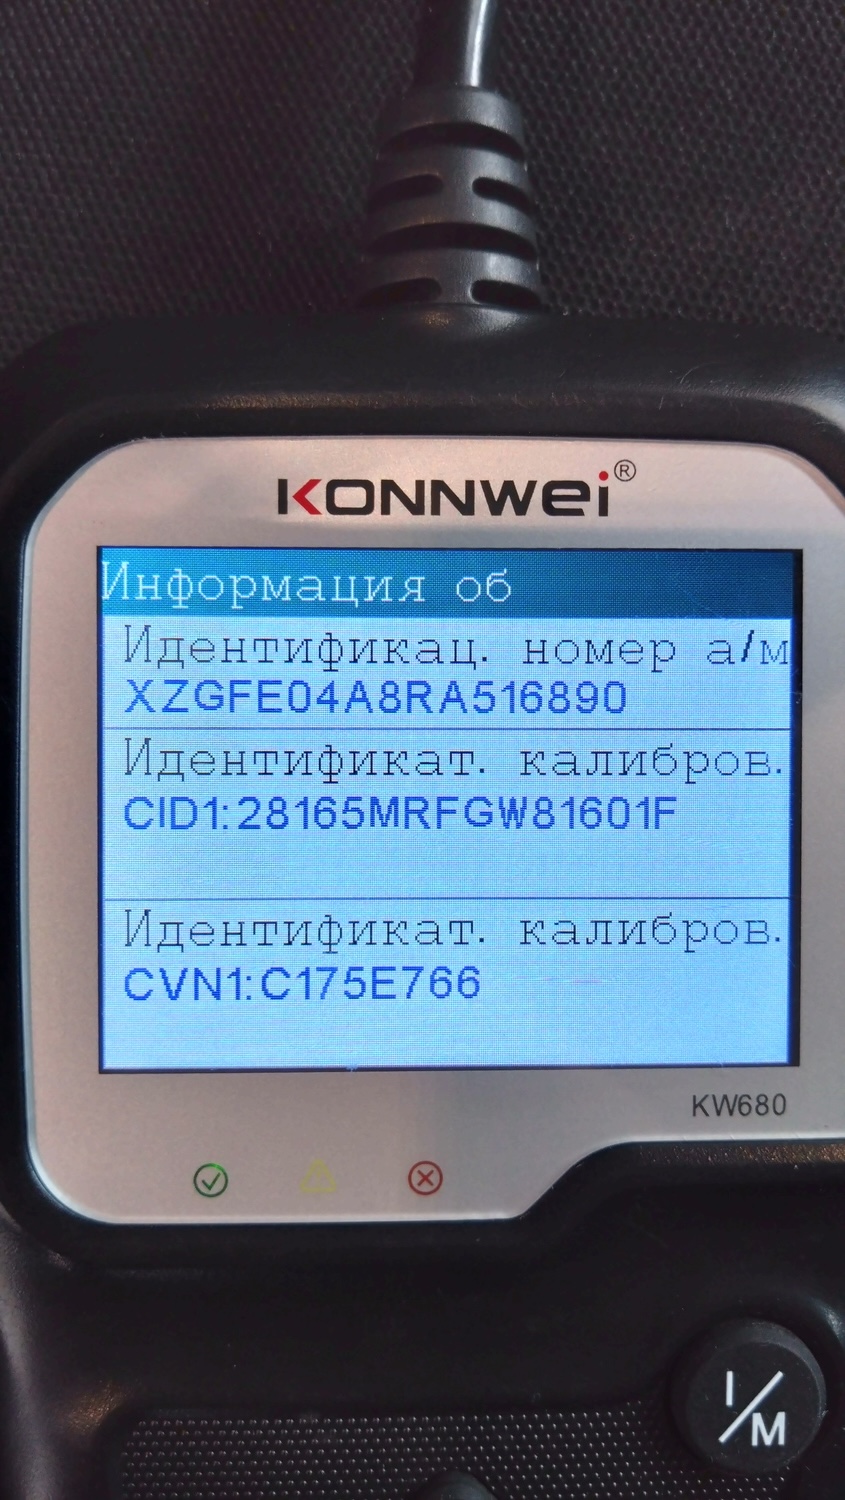 KONNWEI®
Информация об
Идентификац. номер а/м
XZGFE04A8RA516890
Идентификат. калибров.
CID1:28165MRFGW81601F
Идентификат. калибров.
CVN1:C175E766
KW680
I/M